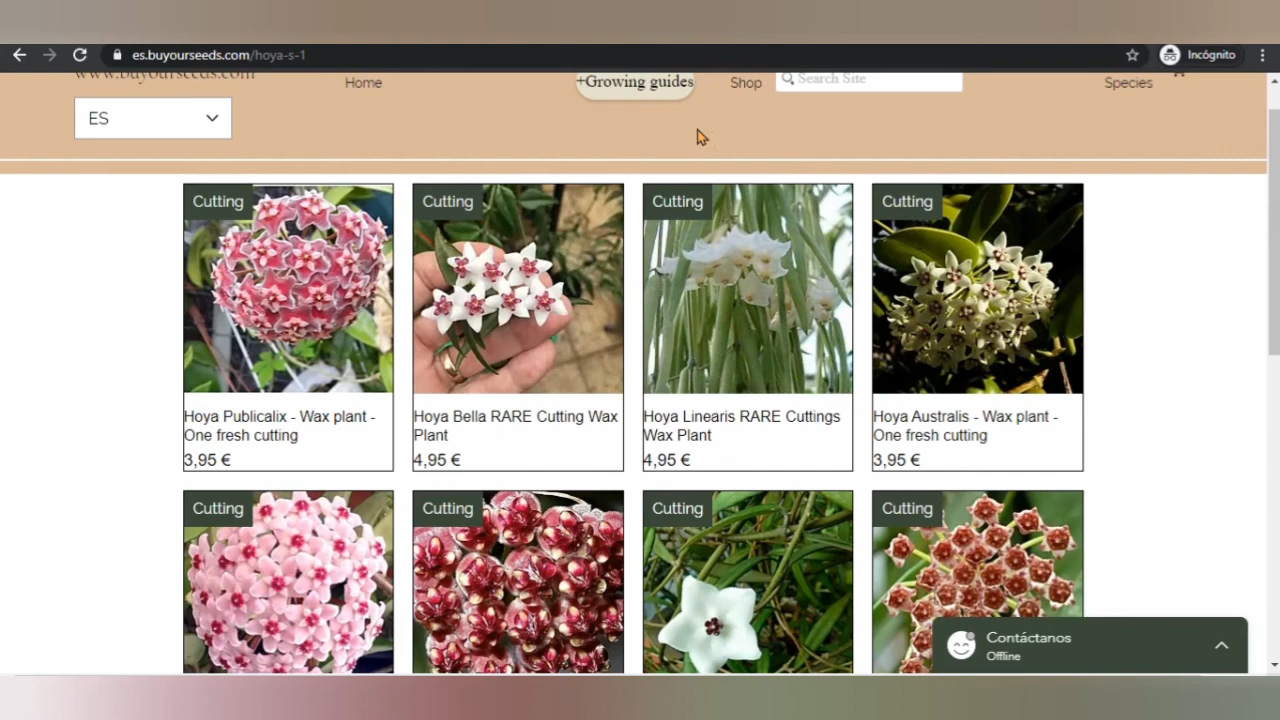 es.buyourseeds.com/hoya-s-1
Incógnito
www.buyourseeds.com
Home
+Growing guides
Shop
Search Site
Species
ES
Cutting
Cutting
Cutting
Cutting
Hoya Publicalix - Wax plant -
One fresh cutting
3,95 €
Hoya Bella RARE Cutting Wax
Plant
4,95 €
Hoya Linearis RARE Cuttings
Wax Plant
4,95 €
Hoya Australis - Wax plant -
One fresh cutting
3,95 €
Cutting
Cutting
Cutting
Cutting
Contáctanos
Offline